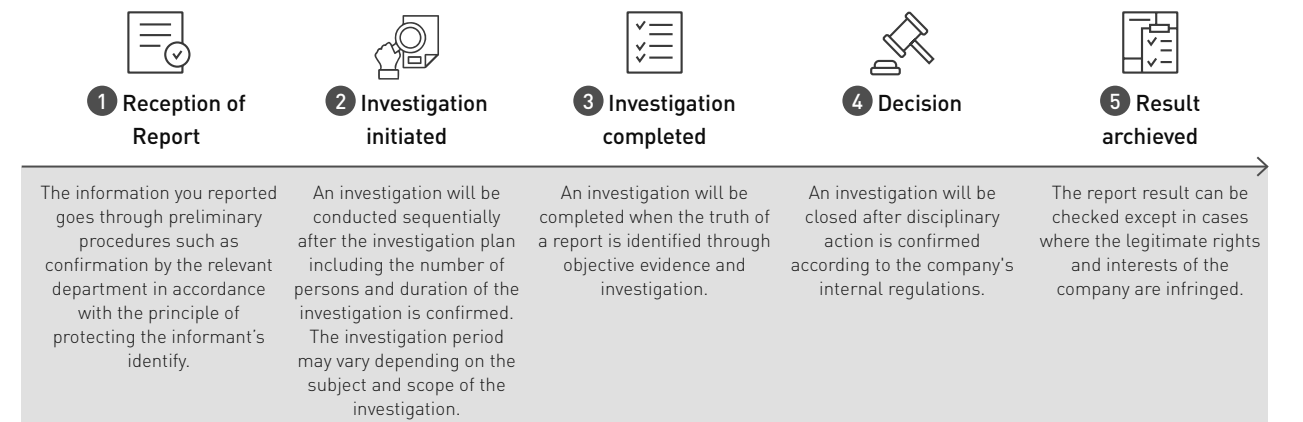 1 Reception of
Report
The information you reported
goes through preliminary
procedures such as
confirmation by the relevant
department in accordance
with the principle of
protecting the informant's
identify.
2 Investigation
initiated
An investigation will be
conducted sequentially
after the investigation plan
including the number of
persons and duration of the
investigation is confirmed.
The investigation period
may vary depending on the
subject and scope of the
investigation.
3 Investigation
completed
An investigation will be
completed when the truth of
a report is identified through
objective evidence and
investigation.
4 Decision
An investigation will be
closed after disciplinary
action is confirmed
according to the company's
internal regulations.
5 Result
archieved
The report result can be
checked except in cases
where the legitimate rights
and interests of the
company are infringed.